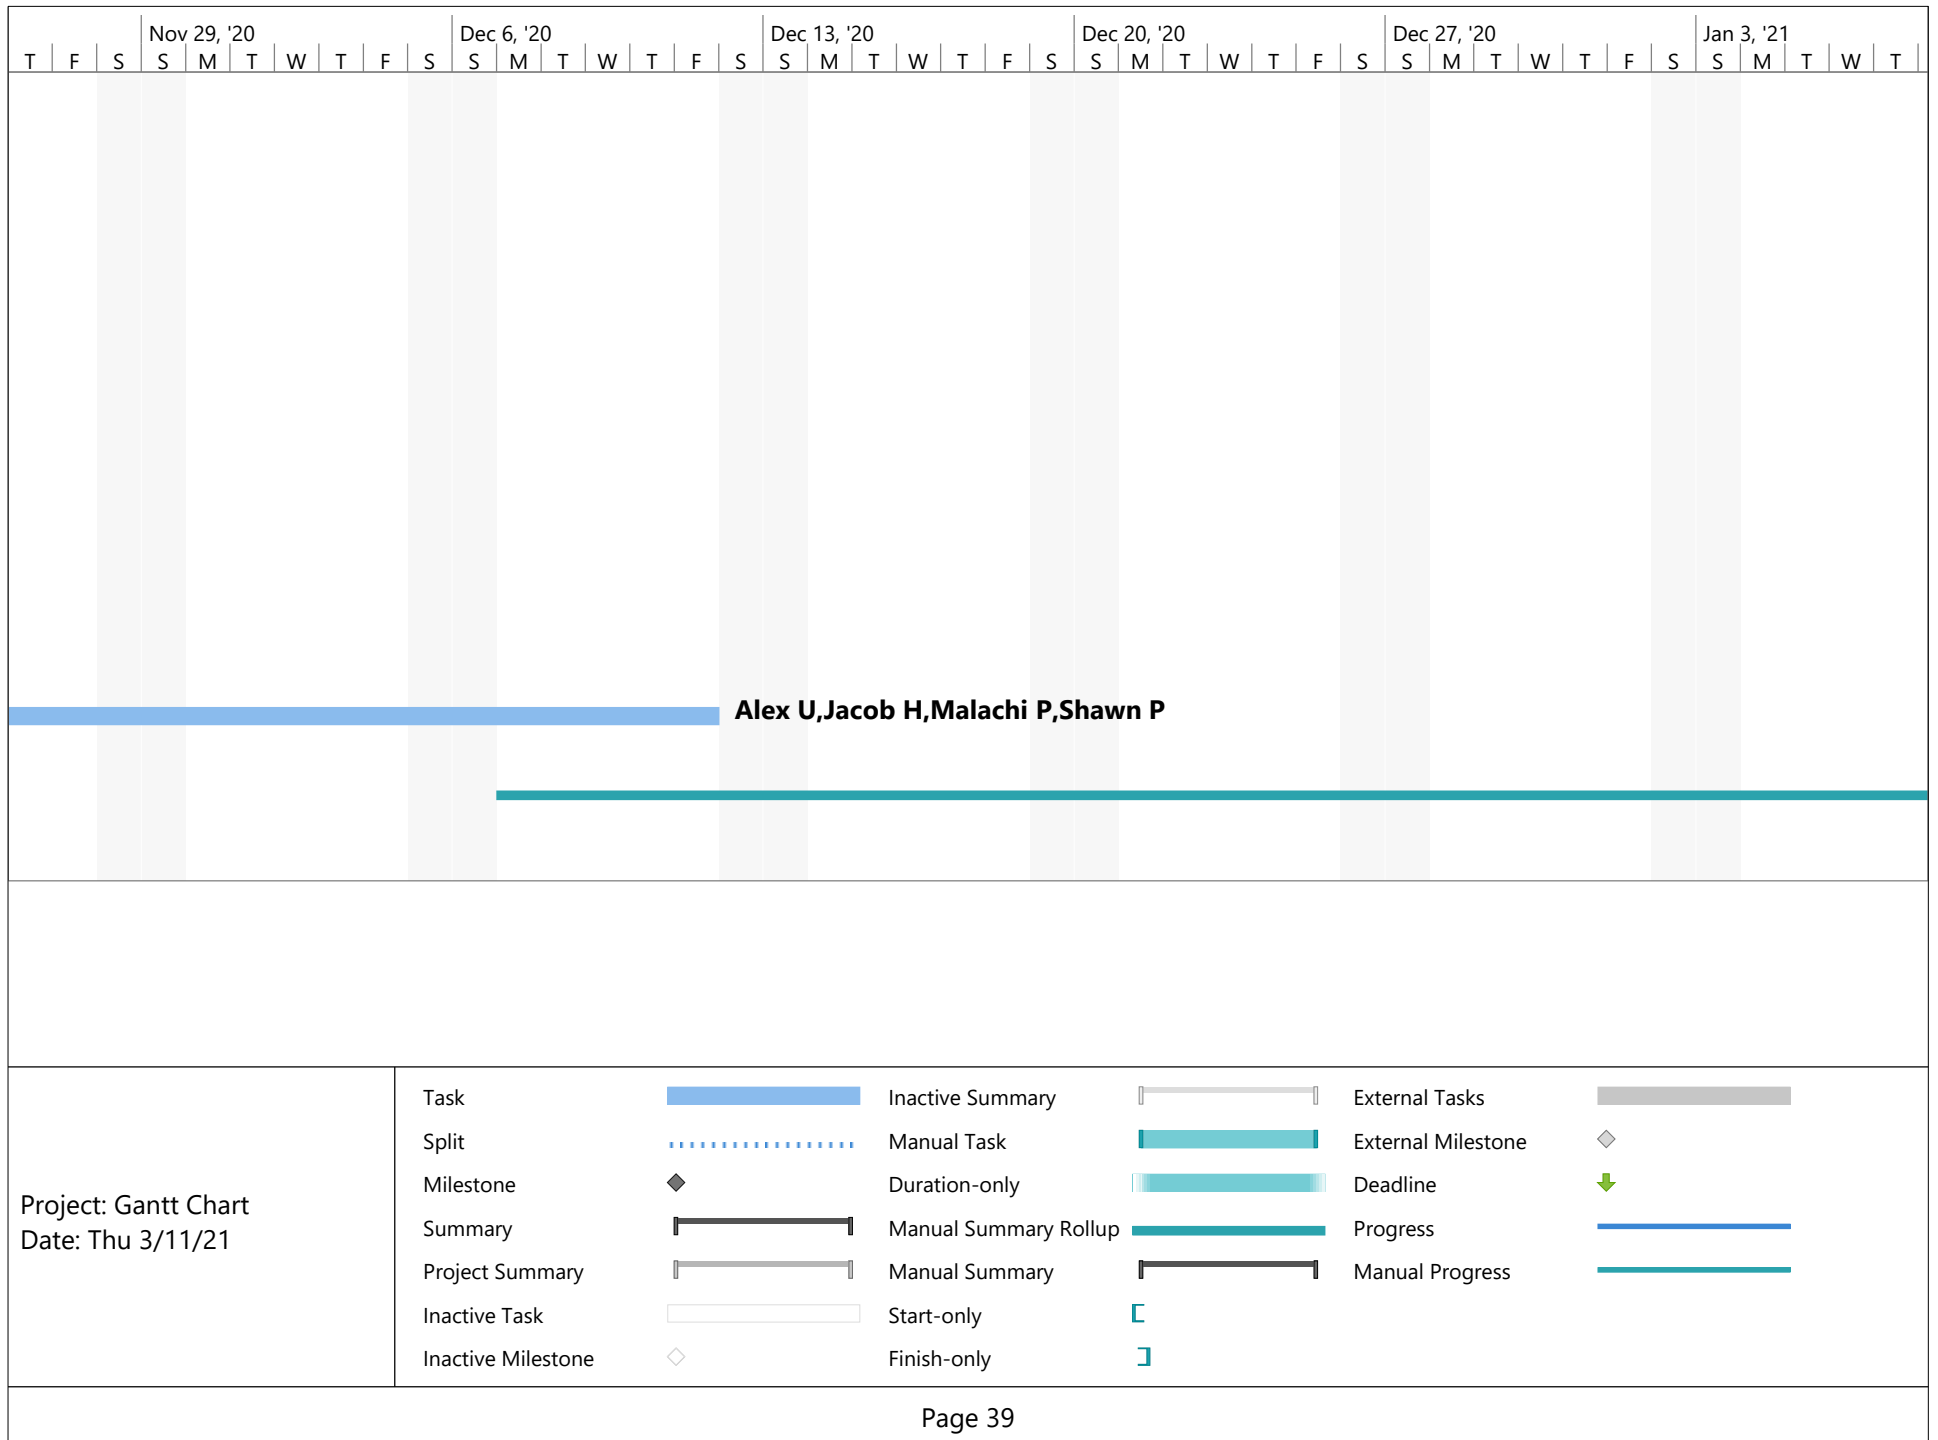 Nov 29, '20 Dec 6, '20 Dec 13, '20 Dec 20, '20 Dec 27, '20 Jan 3, '21
T F S S M T W T F S S M T W T F S S M T W T F S S M T W T F S S M T W T F S S M T W T
Alex U,Jacob H,Malachi P,Shawn P
Project: Gantt Chart
Date: Thu 3/11/21
Task
Split
Milestone
Summary
Project Summary
Inactive Task
Inactive Milestone
Inactive Summary
Manual Task
Duration-only
Manual Summary Rollup
Manual Summary
Start-only
Finish-only
External Tasks
External Milestone
Deadline
Progress
Manual Progress
Page 39